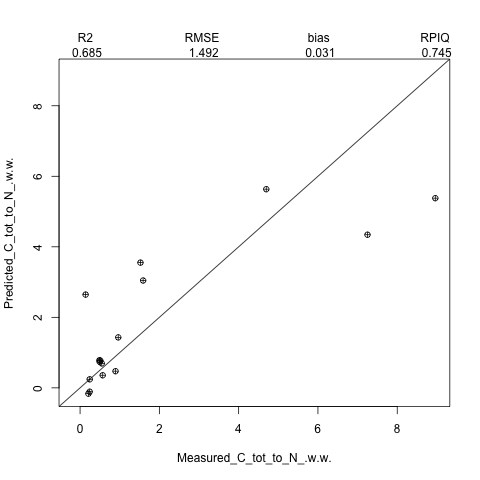 R2 RMSE bias RPIQ
0.685 1.492 0.031 0.745
Predicted_C_tot_to_N_.w.w.
8
6
4
2
0
0 2 4 6 8
Measured_C_tot_to_N_.w.w.